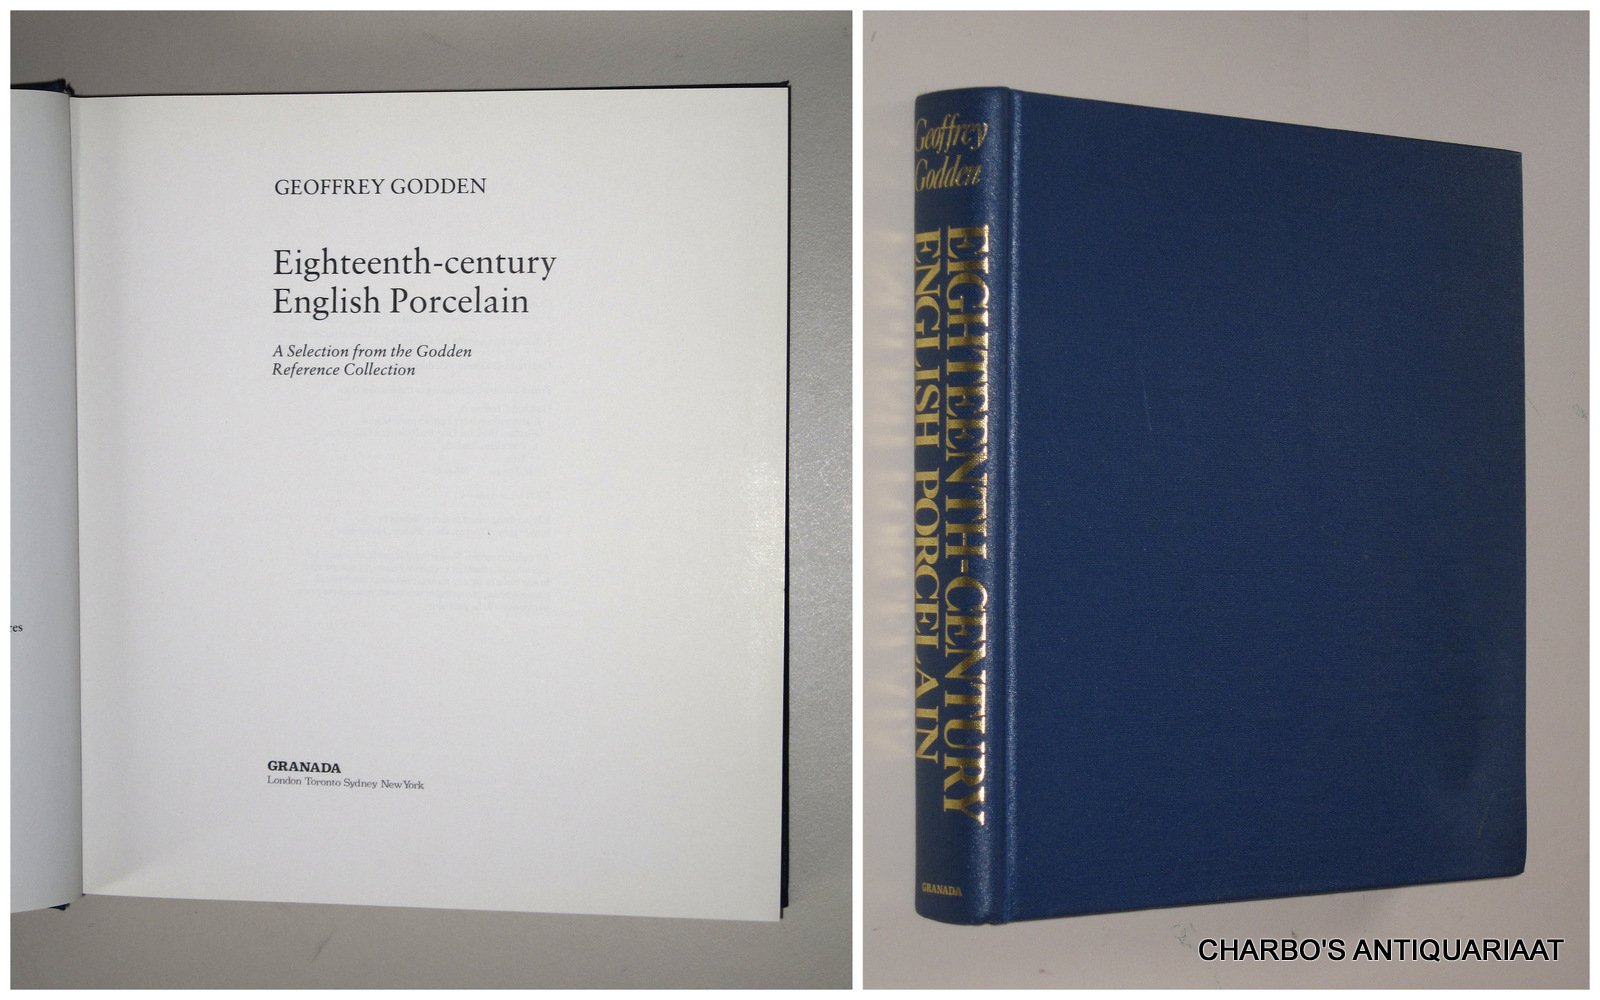 GEOFFREY GODDEN
Eighteenth-century
English Porcelain
A Selection from the Godden
Reference Collection
GRANADA
London Toronto Sydney New York
res
Geoffrey
Godden
EIGHTEENTH-CENTURY
ENGLISH PORCELAIN
GRANADA
CHARBO'S ANTIQUARIAAT